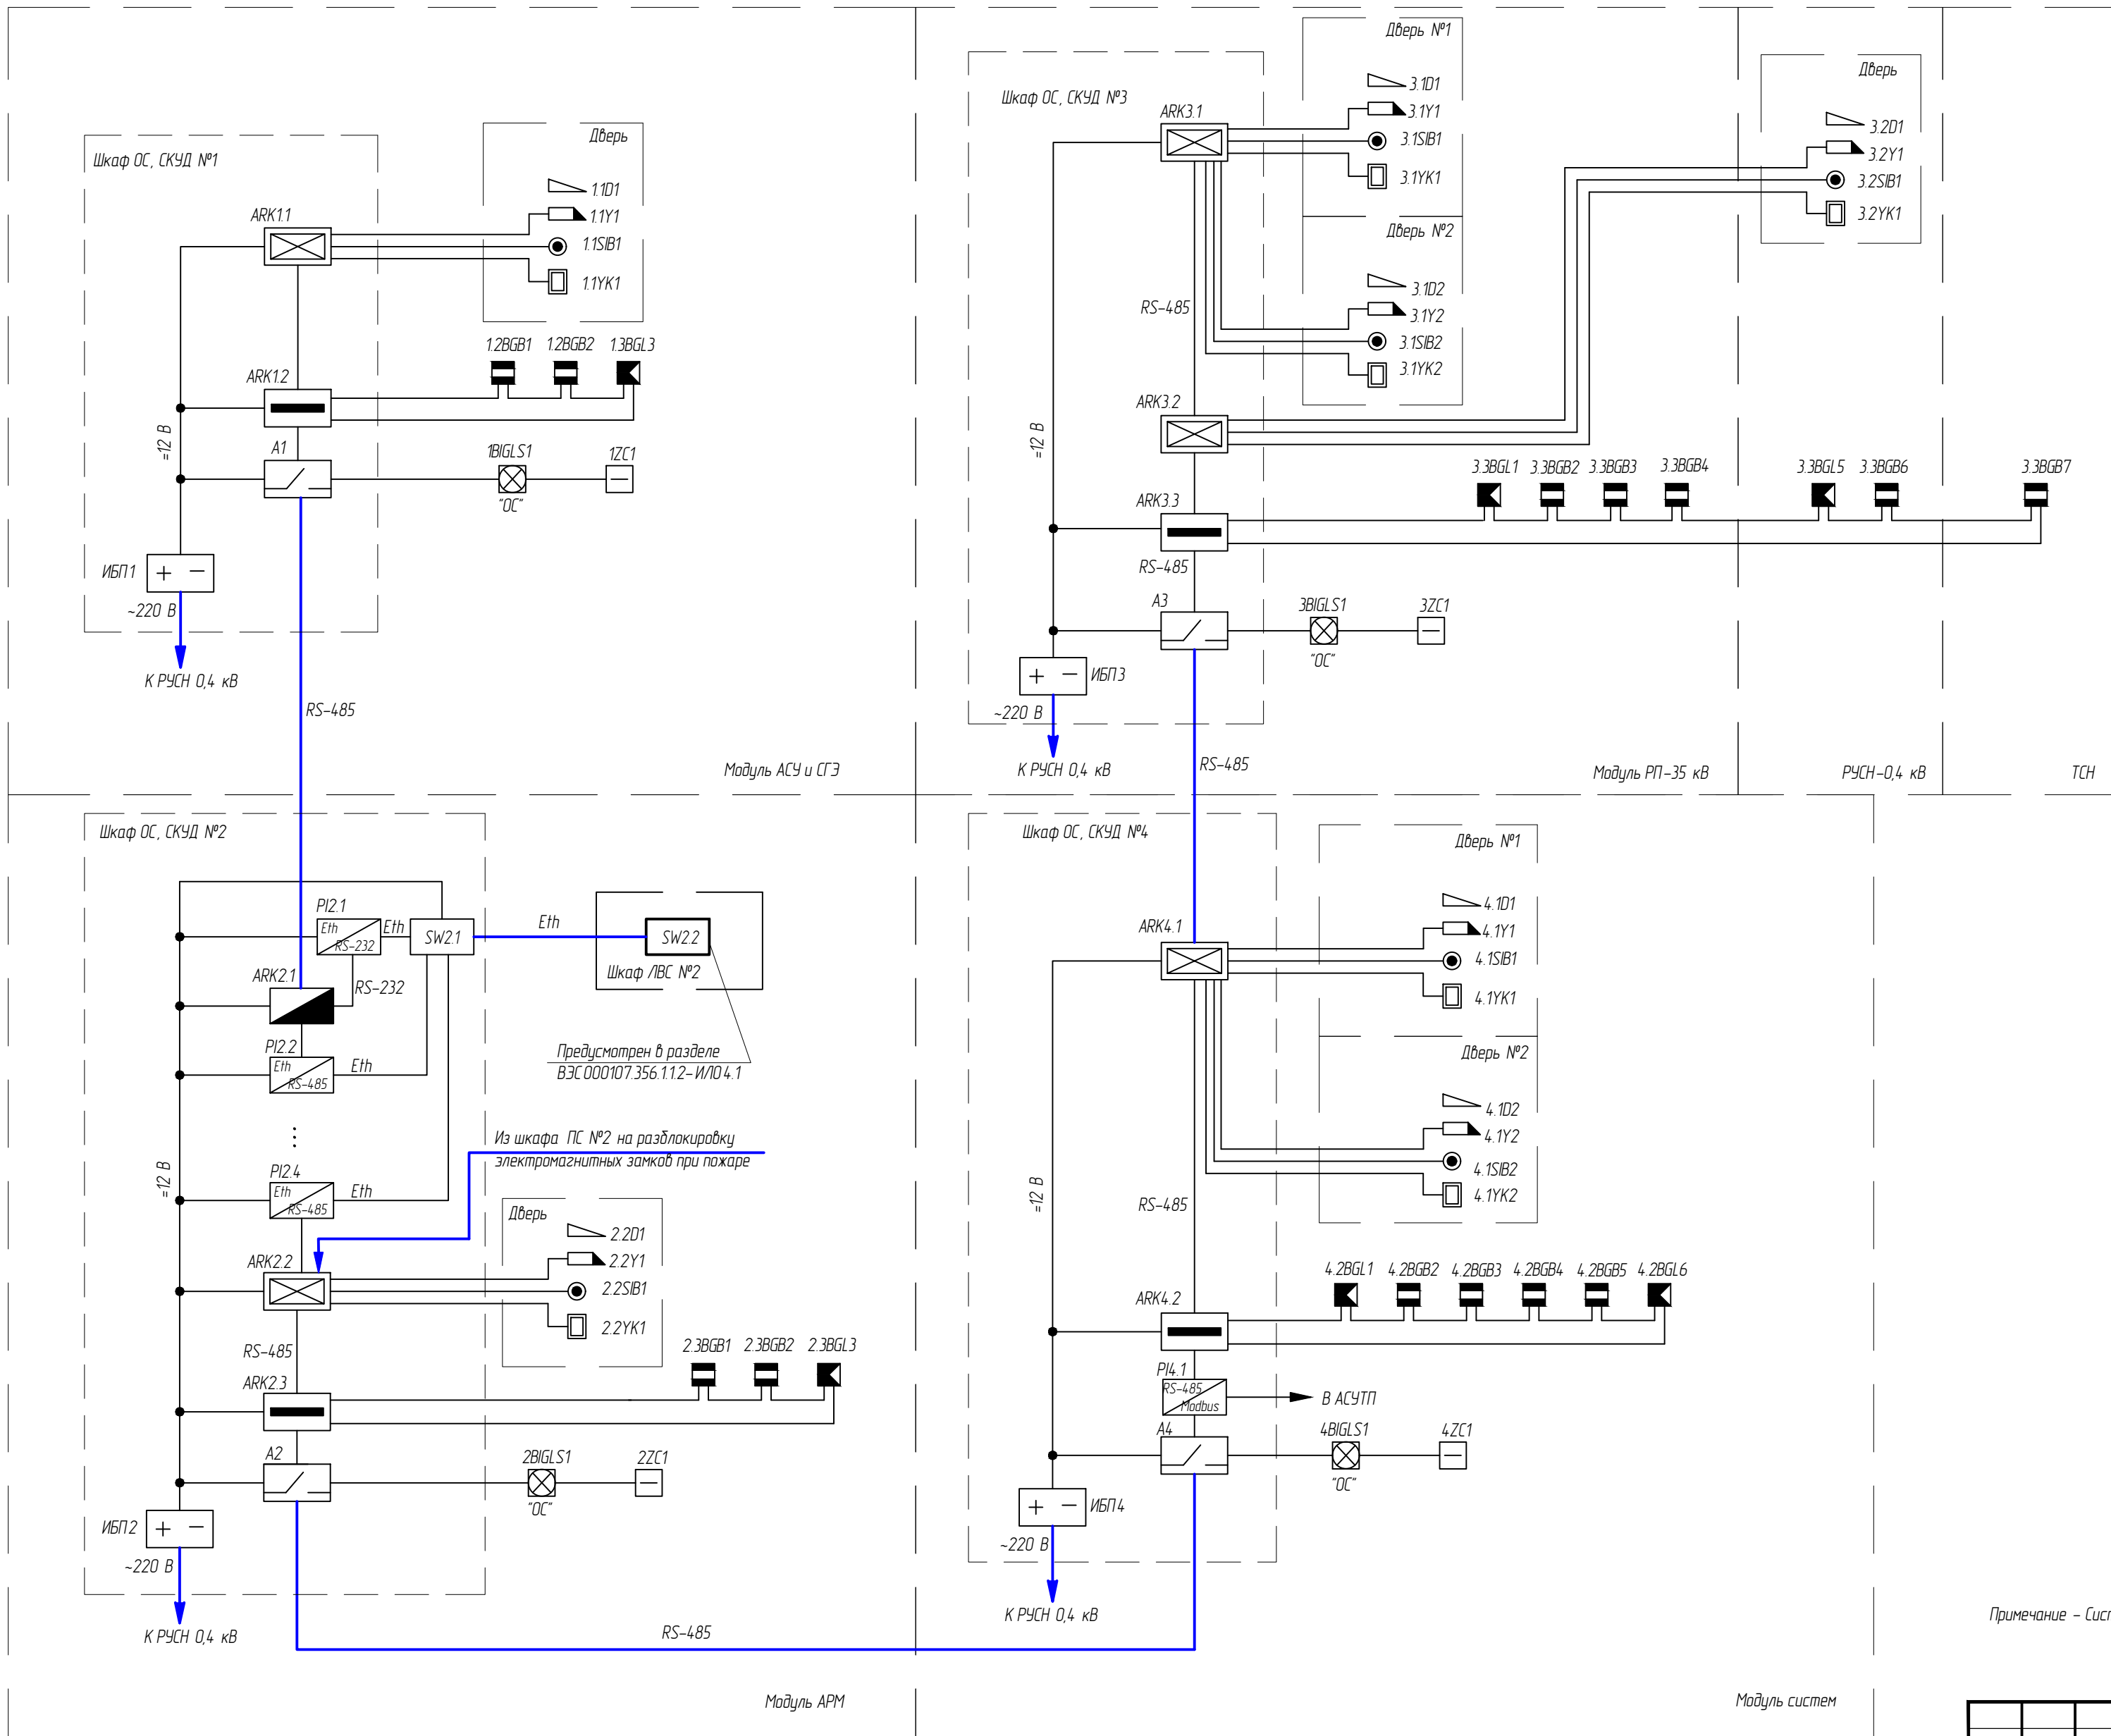 Шкаф ОС, СКУД №1
Дверь
ARK1.1
1.1D1
1.1Y1
1.1SIB1
1.1YK1
ARK1.2
1.2BGB1
1.2BGB2
1.3BGL3
=12 В
A1
1BIGLS1
"ОС"
1ZC1
ИБП1
~220 В
К РУСН 0,4 кВ
RS-485
Модуль АСУ и СГЭ
Шкаф ОС, СКУД №3
Дверь №1
ARK3.1
3.1D1
3.1Y1
3.1SIB1
3.1YK1
Дверь №2
3.1D2
3.1Y2
3.1SIB2
3.1YK2
RS-485
Дверь
3.2D1
3.2Y1
3.2SIB1
3.2YK1
ARK3.2
=12 В
ARK3.3
3.3BGL1
3.3BGB2
3.3BGB3
3.3BGB4
3.3BGL5
3.3BGB6
3.3BGB7
RS-485
A3
3BIGLS1
"ОС"
3ZC1
ИБП3
~220 В
К РУСН 0,4 кВ
RS-485
Модуль РП-35 кВ
РУСН-0,4 кВ
ТСН
Шкаф ОС, СКУД №2
PI2.1
Eth
RS-232
Eth
SW2.1
Eth
SW2.2
Шкаф ЛВС №2
ARK2.1
RS-232
PI2.2
Eth
RS-485
Eth
Предусмотрен в разделе
ВЭС000107.356.1.1.2-ИЛО4.1
Из шкафа ПС №2 на разблокировку
электромагнитных замков при пожаре
=12 В
PI2.4
Eth
RS-485
Eth
Дверь
2.2D1
2.2Y1
2.2SIB1
2.2YK1
ARK2.2
RS-485
ARK2.3
2.3BGB1
2.3BGB2
2.3BGL3
A2
2BIGLS1
"ОС"
2ZC1
ИБП2
~220 В
К РУСН 0,4 кВ
RS-485
Модуль АРМ
Шкаф ОС, СКУД №4
Дверь №1
ARK4.1
4.1D1
4.1Y1
4.1SIB1
4.1YK1
Дверь №2
4.1D2
4.1Y2
4.1SIB2
4.1YK2
=12 В
RS-485
ARK4.2
4.2BGL1
4.2BGB2
4.2BGB3
4.2BGB4
4.2BGB5
4.2BGL6
PI4.1
RS-485
Modbus
В АСУТП
A4
4BIGLS1
"ОС"
4ZC1
ИБП4
~220 В
К РУСН 0,4 кВ
Модуль систем
Примечание -